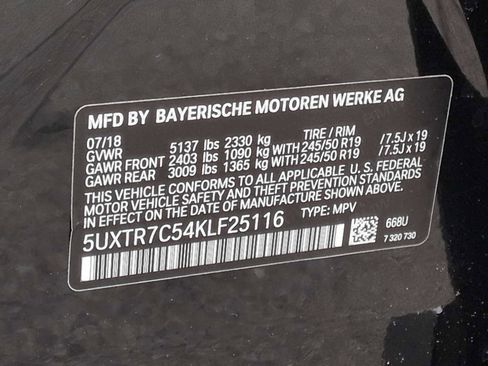 MFD BY BAYERISCHE MOTOREN WERKE AG
07/18 TIRE / RIM
GVWR 5137 lbs 2330 kg
GAWR FRONT 2403 lbs 1090 kg WITH 245/50 R19 /7.5J x 19
GAWR REAR 3009 lbs 1365 kg WITH 245/50 R19 /7.5J x 19
THIS VEHICLE CONFORMS TO ALL APPLICABLE U. S. FEDERAL
MOTOR VEHICLE SAFETY AND THEFT PREVENTION STANDARDS
IN EFFECT ON THE DATE OF MANUFACTURE SHOWN ABOVE.
5UXTR7C54KLF25116 TYPE: MPV
668U
7 320 730